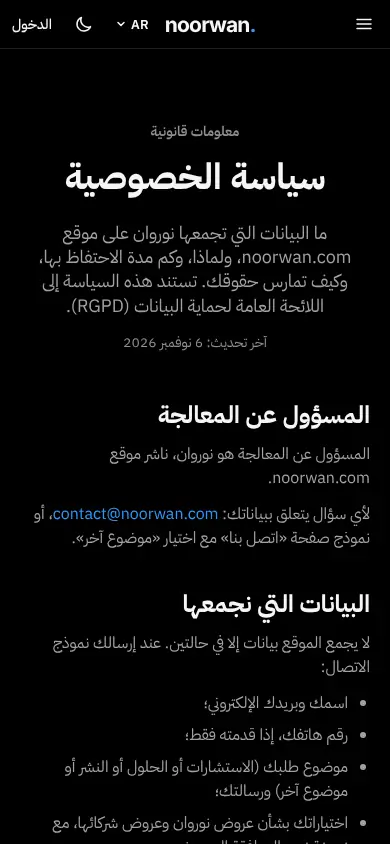 noorwan.
AR
الدخول
معلومات قانونية
سياسة الخصوصية
ما البيانات التي تجمعها نوروان على موقع
noorwan.com، ولماذا، وكم مدة الاحتفاظ بها،
وكيف تمارس حقوقك. تستند هذه السياسة إلى
اللائحة العامة لحماية البيانات (RGPD).
آخر تحديث: 6 نوفمبر 2026
المسؤول عن المعالجة
المسؤول عن المعالجة هو نوروان، ناشر موقع
noorwan.com.
لأي سؤال يتعلق ببياناتك: contact@noorwan.com، أو
نموذج صفحة «اتصل بنا» مع اختيار «موضوع آخر».
البيانات التي نجمعها
لا يجمع الموقع بيانات إلا في حالتين. عند إرسالك نموذج
الاتصال:
• اسمك وبريدك الإلكتروني؛
• رقم هاتفك، إذا قدمته فقط؛
• موضوع طلبك (الاستشارات أو الحلول أو النشر أو
موضوع آخر) ورسالتك؛
• اختياراتك بشأن عروض نوروان وعروض شركائها، مع